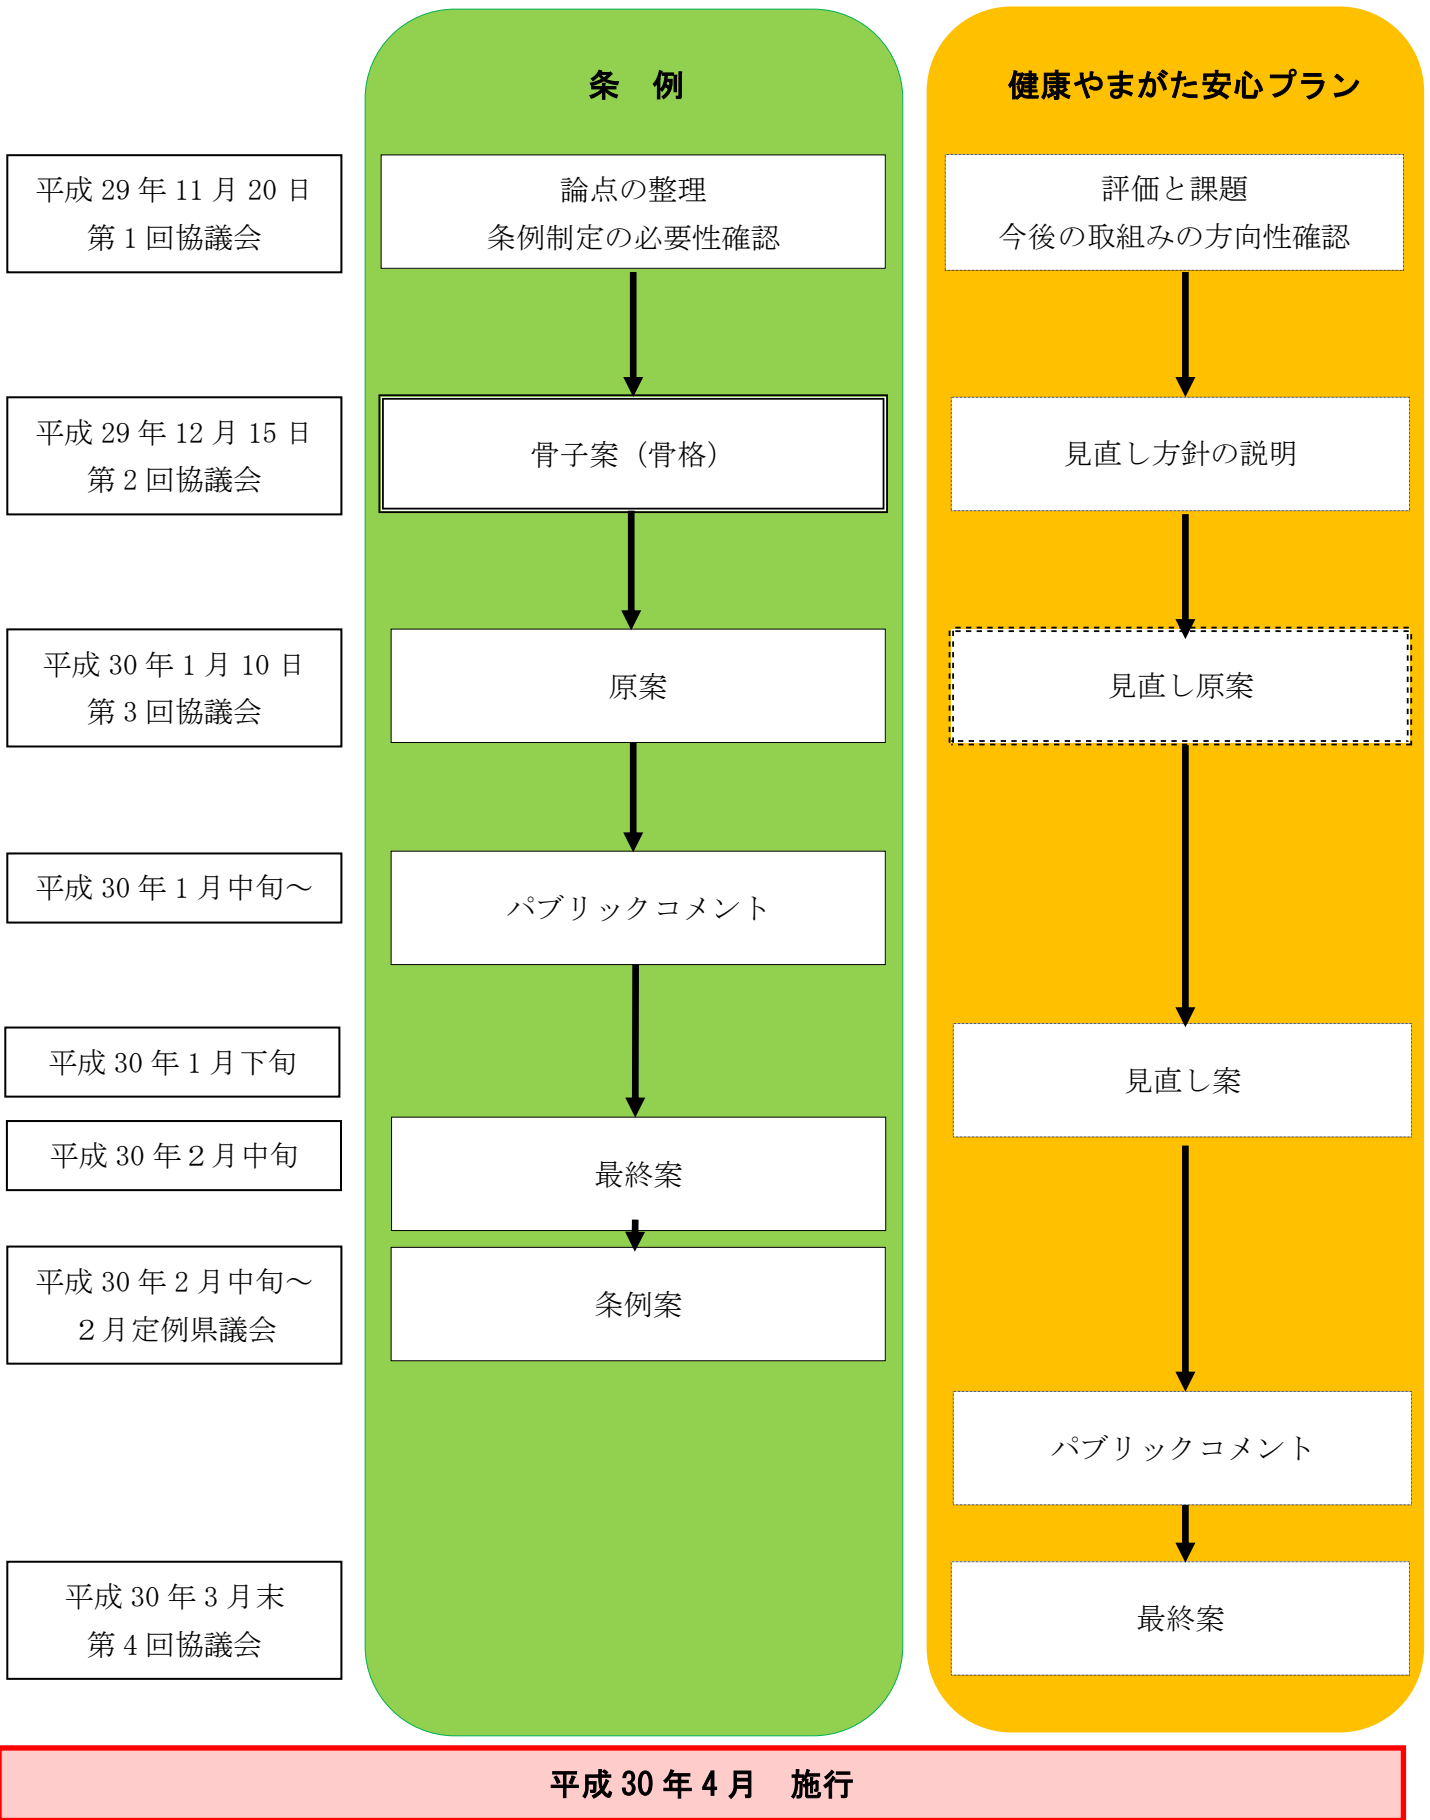 条　例
健康やまがた安心プラン
平成 29 年 11 月 20 日
第 1 回協議会
論点の整理
条例制定の必要性確認
評価と課題
今後の取組みの方向性確認
平成 29 年 12 月 15 日
第 2 回協議会
骨子案（骨格）
見直し方針の説明
平成 30 年 1 月 10 日
第 3 回協議会
原案
見直し原案
平成 30 年 1 月中旬～
パブリックコメント
平成 30 年 1 月下旬
見直し案
平成 30 年２月中旬
最終案
平成 30 年 2 月中旬～
２月定例県議会
条例案
パブリックコメント
平成 30 年 3 月末
第 4 回協議会
最終案
平成 30 年 4 月　施行